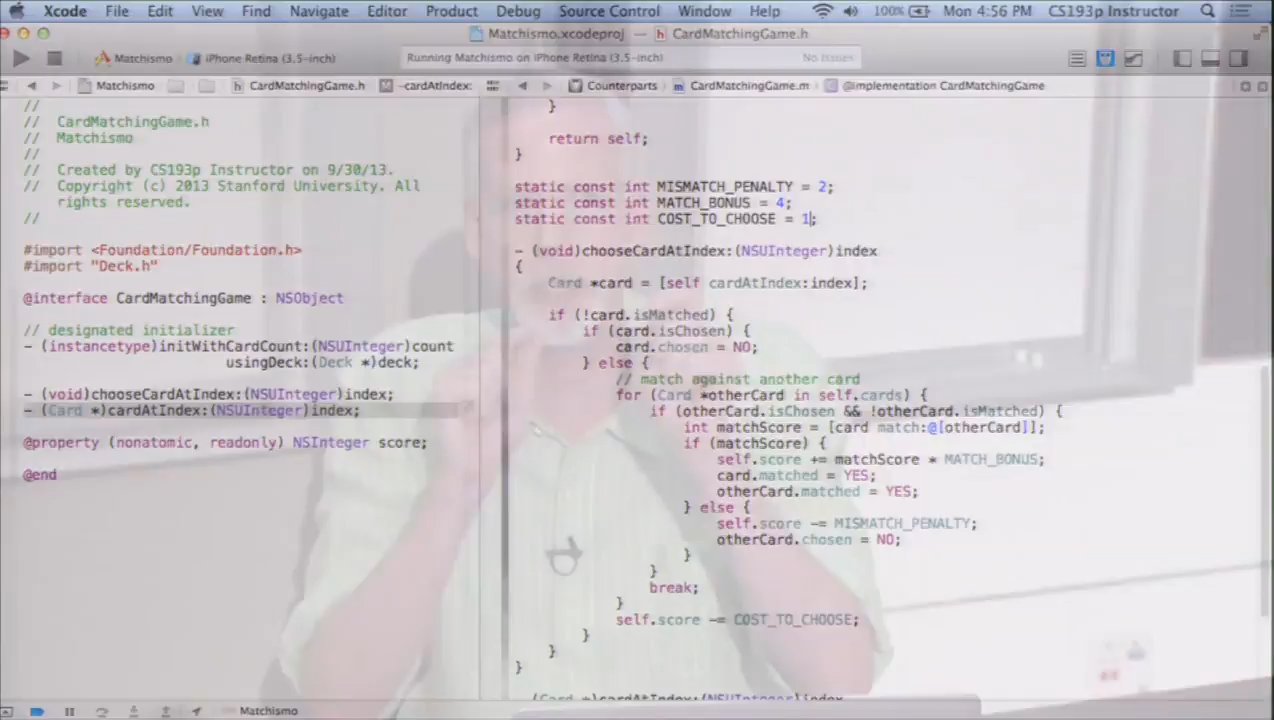 Xcode File Edit View Find Navigate Editor Product Debug Source Control Window Help 100% Mon 4:56 PM CS193p Instructor
Matchismo.xcodeproj — CardMatchingGame.h
Matchismo iPhone Retina (3.5-inch) Running Matchismo on iPhone Retina (3.5-inch) No Issues
Matchismo CardMatchingGame.h M -cardAtIndex: Counterparts CardMatchingGame.m @implementation CardMatchingGame
//
// CardMatchingGame.h
// Matchismo
//
// Created by CS193p Instructor on 9/30/13.
// Copyright (c) 2013 Stanford University. All
rights reserved.
//
#import <Foundation/Foundation.h>
#import "Deck.h"
@interface CardMatchingGame : NSObject
// designated initializer
- (instancetype)initWithCardCount:(NSUInteger)count
usingDeck:(Deck *)deck;
- (void)chooseCardAtIndex:(NSUInteger)index;
- (Card *)cardAtIndex:(NSUInteger)index;
@property (nonatomic, readonly) NSInteger score;
@end
}
return self;
}
static const int MISMATCH_PENALTY = 2;
static const int MATCH_BONUS = 4;
static const int COST_TO_CHOOSE = 1;
- (void)chooseCardAtIndex:(NSUInteger)index
{
Card *card = [self cardAtIndex:index];
if (!card.isMatched) {
if (card.isChosen) {
card.chosen = NO;
} else {
// match against another card
for (Card *otherCard in self.cards) {
if (otherCard.isChosen && !otherCard.isMatched) {
int matchScore = [card match:@[otherCard]];
if (matchScore) {
self.score += matchScore * MATCH_BONUS;
card.matched = YES;
otherCard.matched = YES;
} else {
self.score -= MISMATCH_PENALTY;
otherCard.chosen = NO;
}
}
break;
}
self.score -= COST_TO_CHOOSE;
}
}
}
(Card *)cardAtIndex:(NSUInteger)index
Matchismo